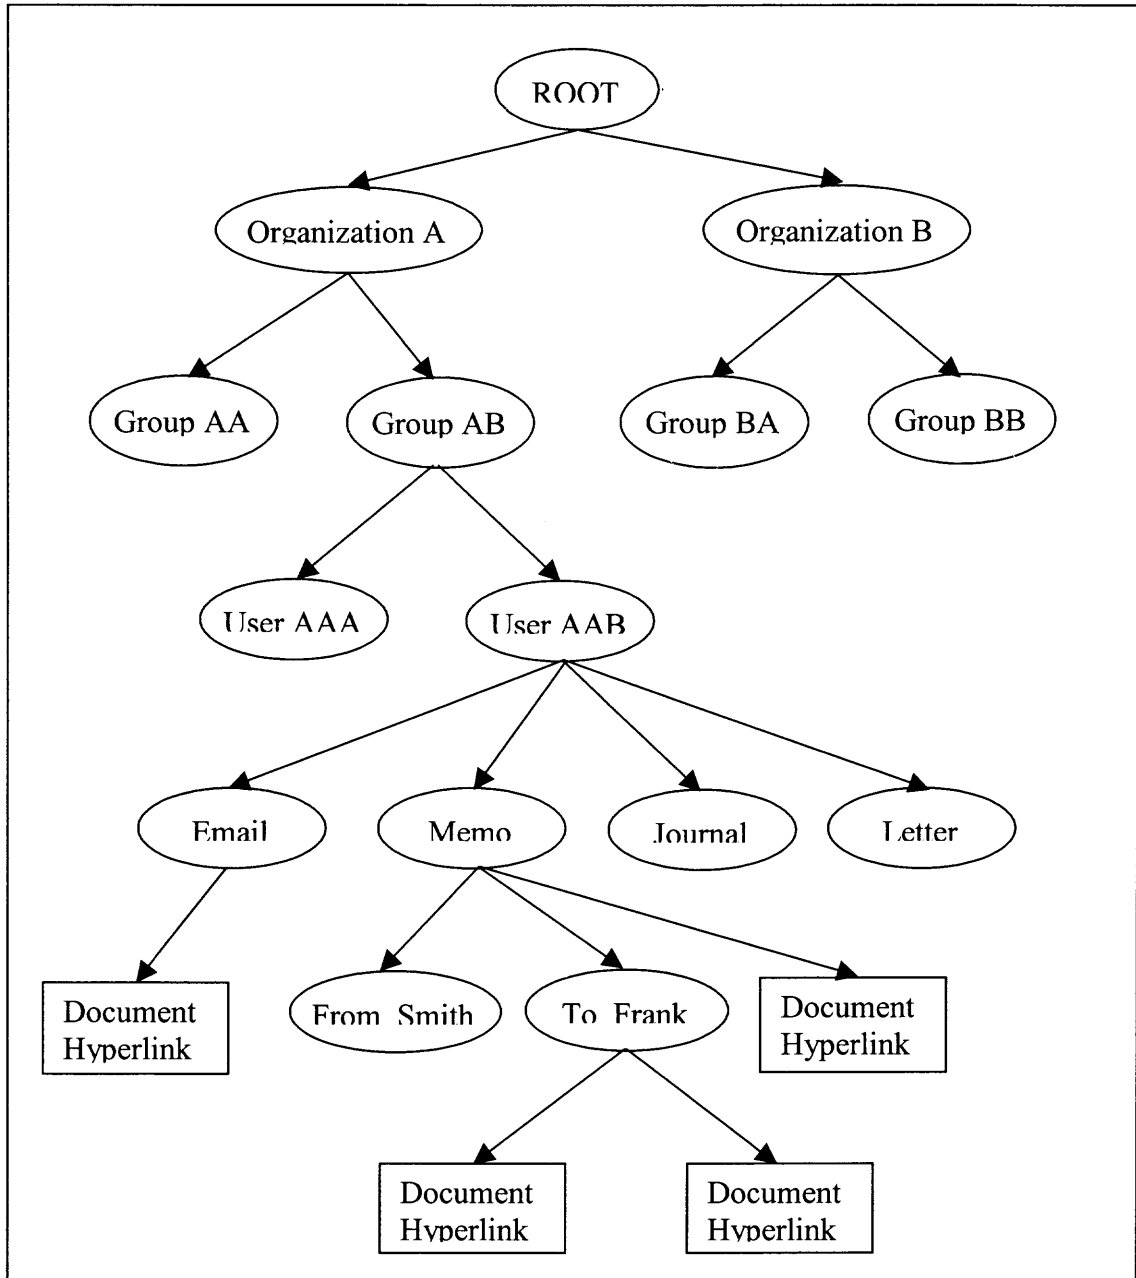 ROOT
Organization A
Organization B
Group AA
Group AB
Group BA
Group BB
User AAA
User AAB
Email
Memo
Journal
Letter
Document
Hyperlink
From Smith
To Frank
Document
Hyperlink
Document
Hyperlink
Document
Hyperlink